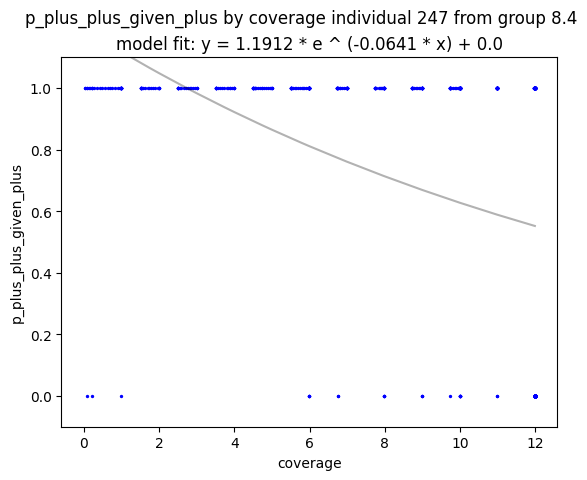 p_plus_plus_given_plus by coverage individual 247 from group 8.4
model fit: y = 1.1912 * e ^ (-0.0641 * x) + 0.0
p_plus_plus_given_plus
1.0
0.8
0.6
0.4
0.2
0.0
0 2 4 6 8 10 12
coverage